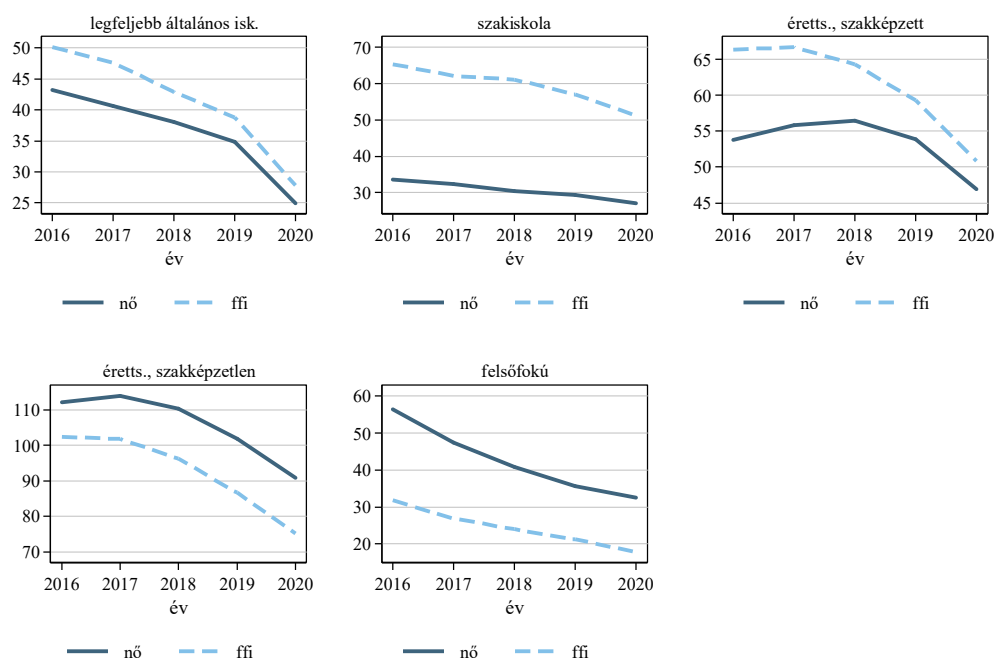 legfeljebb általános isk.
50
45
40
35
30
25
2016 2017 2018 2019 2020
év
nő ffi
szakiskola
70
60
50
40
30
2016 2017 2018 2019 2020
év
nő ffi
éretts., szakképzett
65
60
55
50
45
2016 2017 2018 2019 2020
év
nő ffi
éretts., szakképzetlen
110
100
90
80
70
2016 2017 2018 2019 2020
év
nő ffi
felsőfokú
60
50
40
30
20
2016 2017 2018 2019 2020
év
nő ffi